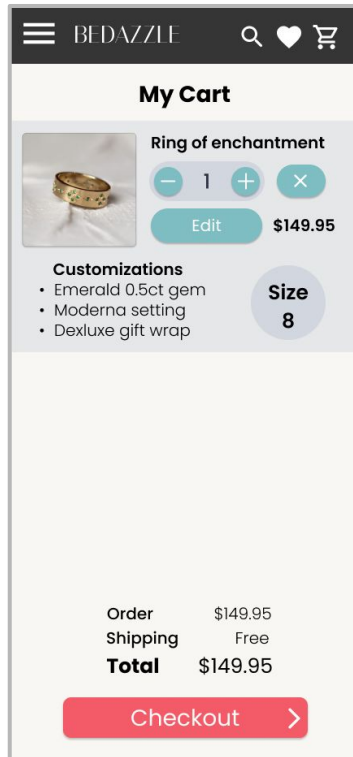 BEDAZZLE
My Cart
Ring of enchantment
1
Edit
$149.95
Customizations
• Emerald 0.5ct gem
• Moderna setting
• Dexluxe gift wrap
Size
8
Order $149.95
Shipping Free
Total $149.95
Checkout